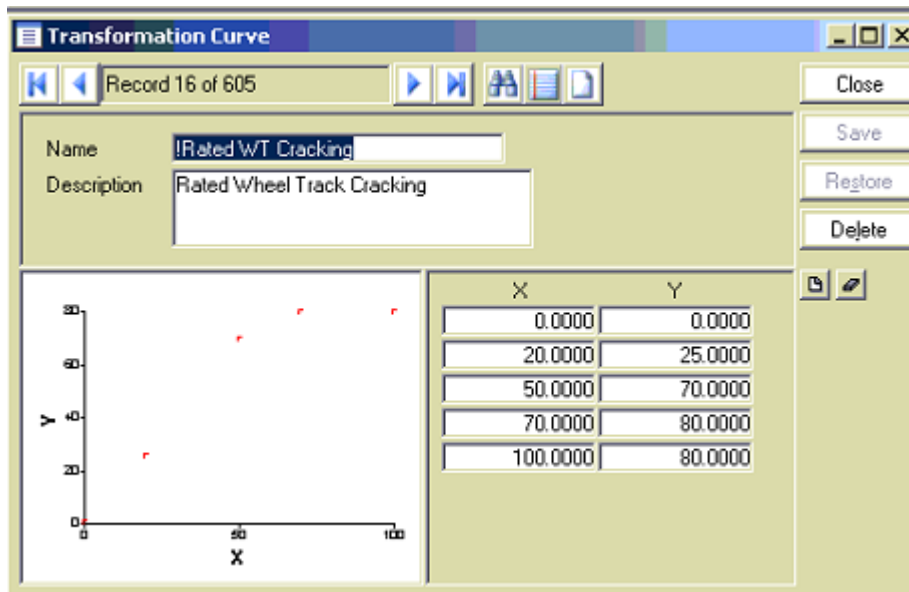 Transformation Curve
Record 16 of 605
Close
Save
Restore
Delete
Name !Rated WT Cracking
Description Rated Wheel Track Cracking
80
60
40
20
0
Y
0 50 100
X
X Y
0.0000 0.0000
20.0000 25.0000
50.0000 70.0000
70.0000 80.0000
100.0000 80.0000